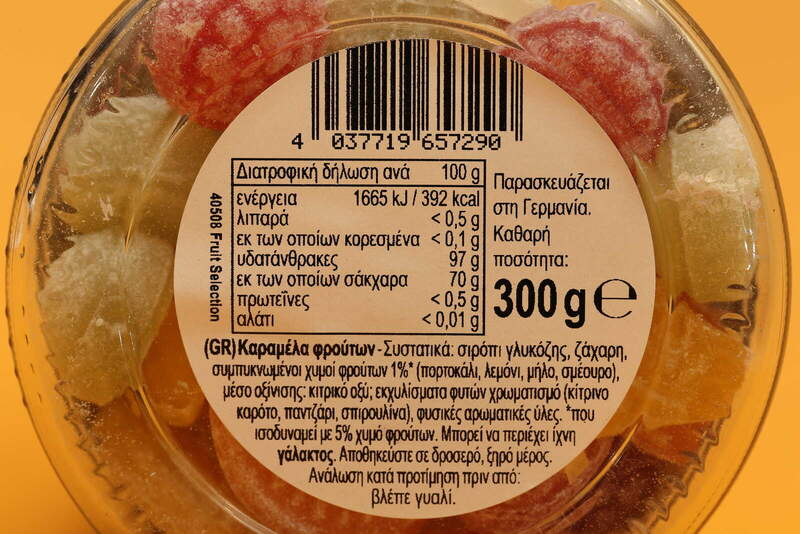 4 037719 657290
Διατροφική δήλωση ανά 100 g
ενέργεια 1665 kJ / 392 kcal
λιπαρά < 0,5 g
εκ των οποίων κορεσμένα < 0,1 g
υδατάνθρακες 97 g
εκ των οποίων σάκχαρα 70 g
πρωτεΐνες < 0,5 g
αλάτι < 0,01 g
Παρασκευάζεται
στη Γερμανία.
Καθαρή
ποσότητα:
300 g ℮
40508 Fruit Selection
(GR) Καραμέλα φρούτων - Συστατικά: σιρόπι γλυκόζης, ζάχαρη,
συμπυκνωμένοι χυμοί φρούτων 1%* (πορτοκάλι, λεμόνι, μήλο, σμέουρο),
μέσο οξίνισης: κιτρικό οξύ; εκχυλίσματα φυτών χρωματισμό (κίτρινο
καρότο, παντζάρι, σπιρουλίνα), φυσικές αρωματικές ύλες. *που
ισοδυναμεί με 5% χυμό φρούτων. Μπορεί να περιέχει ίχνη
γάλακτος. Αποθηκεύστε σε δροσερό, ξηρό μέρος.
Ανάλωση κατά προτίμηση πριν από:
βλέπε γυαλί.